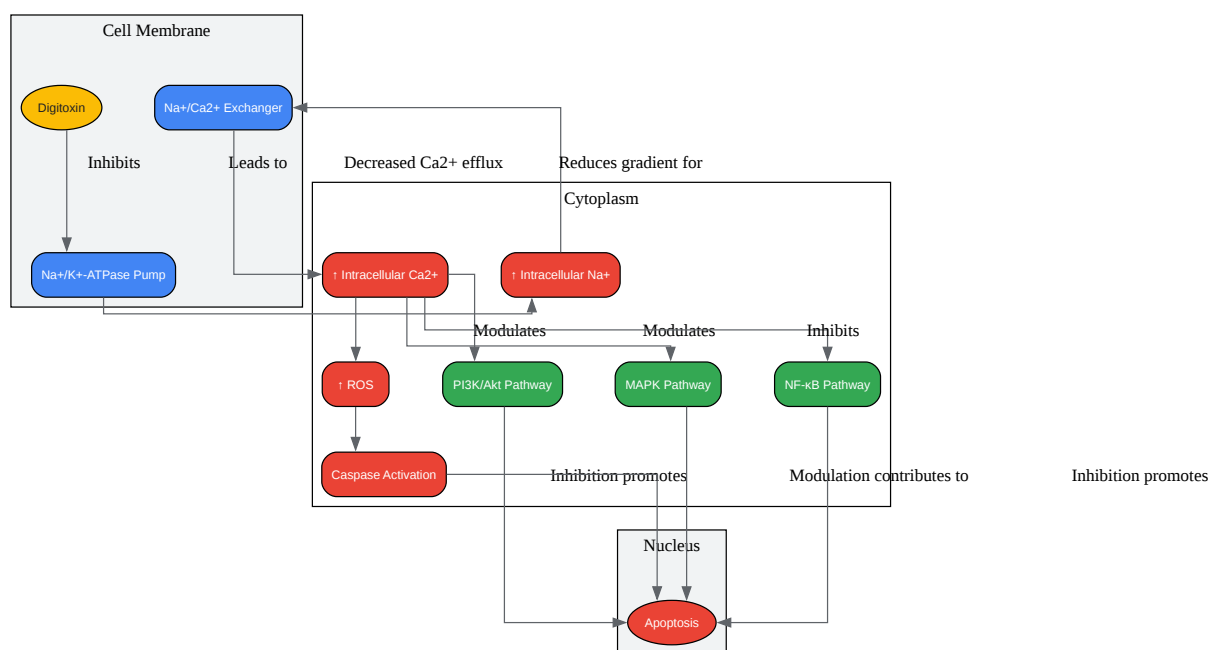 Cell Membrane
Digitoxin
Na+/Ca2+ Exchanger
Inhibits
Leads to
Decreased Ca2+ efflux
Reduces gradient for
Cytoplasm
Na+/K+-ATPase Pump
↑ Intracellular Ca2+
↑ Intracellular Na+
Modulates
Modulates
Inhibits
↑ ROS
PI3K/Akt Pathway
MAPK Pathway
NF-κB Pathway
Caspase Activation
Inhibition promotes
Modulation contributes to
Inhibition promotes
Nucleus
Apoptosis